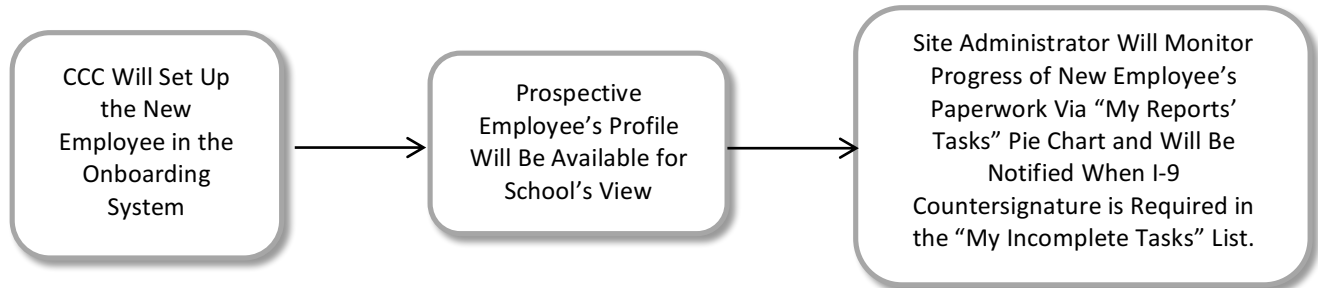 CCC Will Set Up
the New
Employee in the
Onboarding
System
Prospective
Employee’s Profile
Will Be Available for
School’s View
Site Administrator Will Monitor
Progress of New Employee’s
Paperwork Via “My Reports’
Tasks” Pie Chart and Will Be
Notified When I-9
Countersignature is Required in
the “My Incomplete Tasks” List.